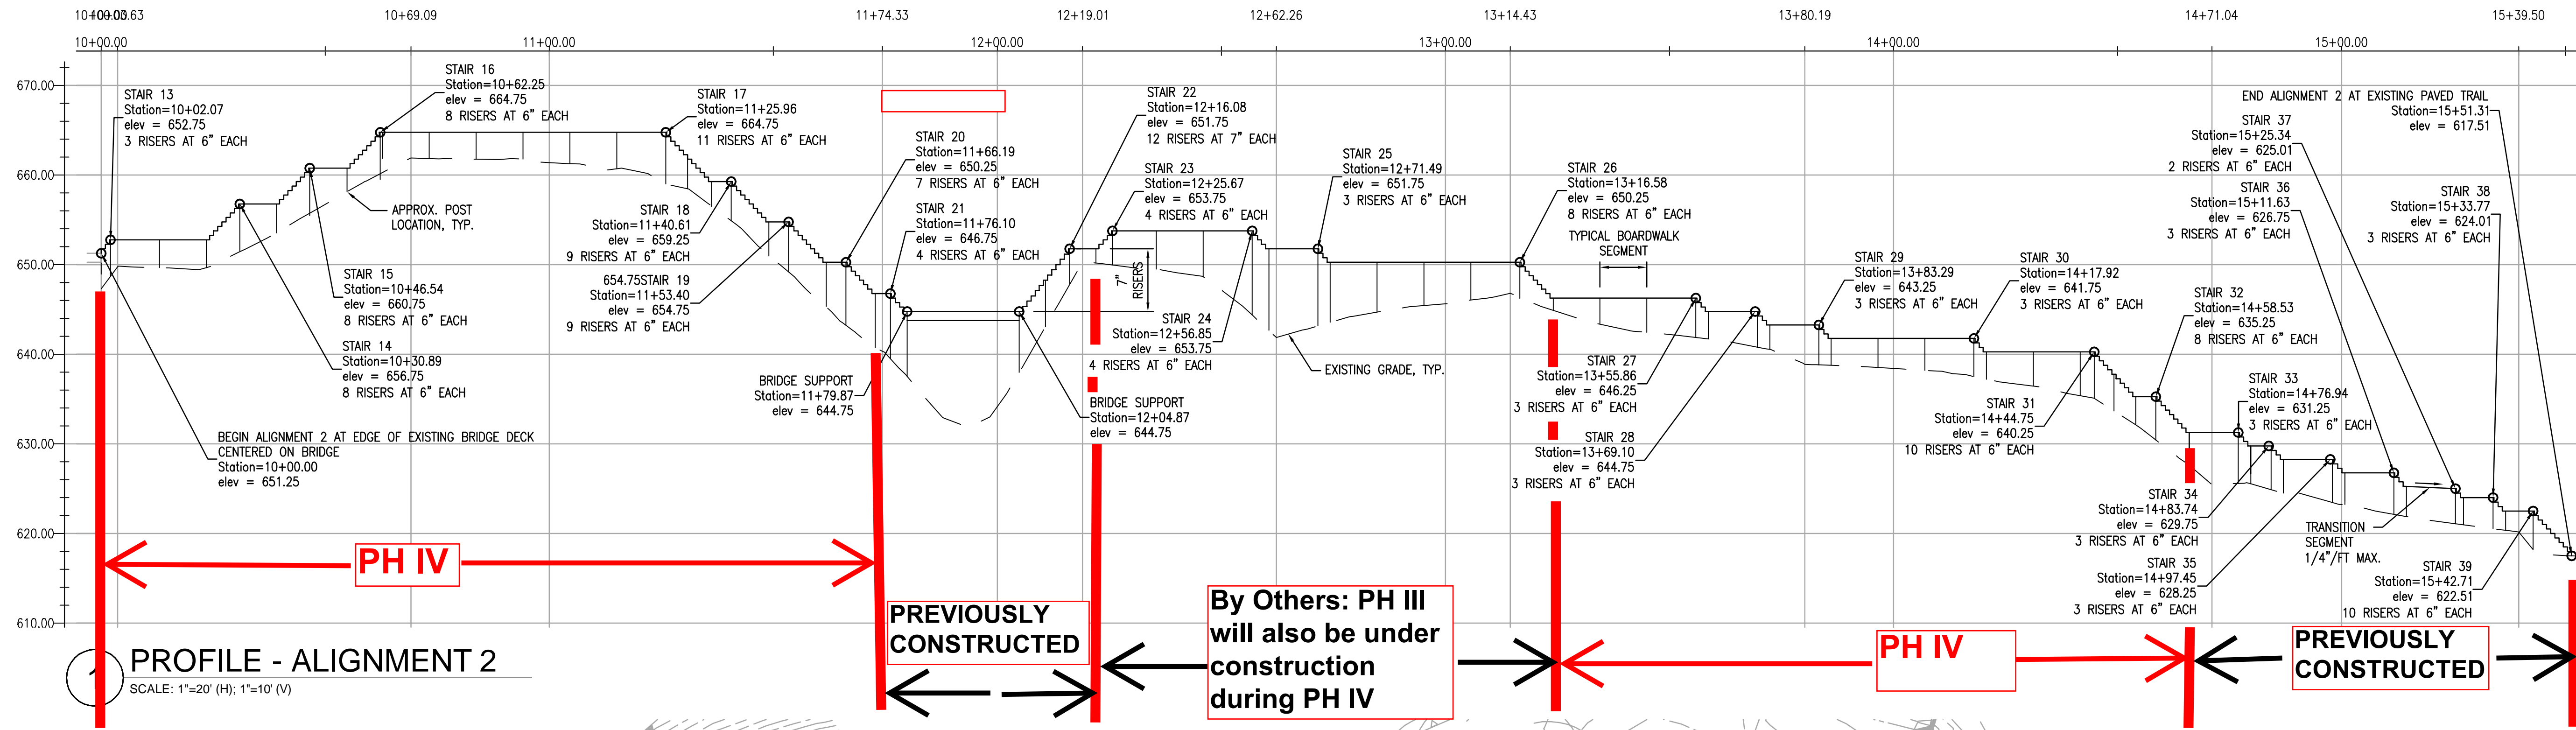 10+00.00
10+03.63
10+69.09
11+74.33
12+19.01
12+62.26
13+14.43
13+80.19
14+71.04
15+39.50
10+00.00
11+00.00
12+00.00
13+00.00
14+00.00
15+00.00
670.00
660.00
650.00
640.00
630.00
620.00
610.00
STAIR 13
Station=10+02.07
elev = 652.75
3 RISERS AT 6" EACH
STAIR 16
Station=10+62.25
elev = 664.75
8 RISERS AT 6" EACH
STAIR 17
Station=11+25.96
elev = 664.75
11 RISERS AT 6" EACH
STAIR 20
Station=11+66.19
elev = 650.25
7 RISERS AT 6" EACH
STAIR 21
Station=11+76.10
elev = 646.75
4 RISERS AT 6" EACH
STAIR 22
Station=12+16.08
elev = 651.75
12 RISERS AT 7" EACH
STAIR 23
Station=12+25.67
elev = 653.75
4 RISERS AT 6" EACH
STAIR 25
Station=12+71.49
elev = 651.75
3 RISERS AT 6" EACH
STAIR 26
Station=13+16.58
elev = 650.25
8 RISERS AT 6" EACH
TYPICAL BOARDWALK
SEGMENT
END ALIGNMENT 2 AT EXISTING PAVED TRAIL
Station=15+51.31
elev = 617.51
STAIR 37
Station=15+25.34
elev = 625.01
2 RISERS AT 6" EACH
STAIR 36
Station=15+11.63
elev = 626.75
3 RISERS AT 6" EACH
STAIR 38
Station=15+33.77
elev = 624.01
3 RISERS AT 6" EACH
APPROX. POST
LOCATION, TYP.
STAIR 18
Station=11+40.61
elev = 659.25
9 RISERS AT 6" EACH
STAIR 15
Station=10+46.54
elev = 660.75
8 RISERS AT 6" EACH
654.75STAIR 19
Station=11+53.40
elev = 654.75
9 RISERS AT 6" EACH
7"
RISERS
STAIR 24
Station=12+56.85
elev = 653.75
4 RISERS AT 6" EACH
STAIR 29
Station=13+83.29
elev = 643.25
3 RISERS AT 6" EACH
STAIR 30
Station=14+17.92
elev = 641.75
3 RISERS AT 6" EACH
STAIR 32
Station=14+58.53
elev = 635.25
8 RISERS AT 6" EACH
STAIR 14
Station=10+30.89
elev = 656.75
8 RISERS AT 6" EACH
BRIDGE SUPPORT
Station=11+79.87
elev = 644.75
BRIDGE SUPPORT
Station=12+04.87
elev = 644.75
EXISTING GRADE, TYP.
STAIR 27
Station=13+55.86
elev = 646.25
3 RISERS AT 6" EACH
STAIR 28
Station=13+69.10
elev = 644.75
3 RISERS AT 6" EACH
STAIR 31
Station=14+44.75
elev = 640.25
10 RISERS AT 6" EACH
STAIR 33
Station=14+76.94
elev = 631.25
3 RISERS AT 6" EACH
BEGIN ALIGNMENT 2 AT EDGE OF EXISTING BRIDGE DECK
CENTERED ON BRIDGE
Station=10+00.00
elev = 651.25
STAIR 34
Station=14+83.74
elev = 629.75
3 RISERS AT 6" EACH
STAIR 35
Station=14+97.45
elev = 628.25
3 RISERS AT 6" EACH
TRANSITION
SEGMENT
1/4"/FT MAX.
STAIR 39
Station=15+42.71
elev = 622.51
10 RISERS AT 6" EACH
PH IV
PREVIOUSLY
CONSTRUCTED
By Others: PH III
will also be under
construction
during PH IV
PH IV
PREVIOUSLY
CONSTRUCTED
1
PROFILE - ALIGNMENT 2
SCALE: 1"=20' (H); 1"=10' (V)